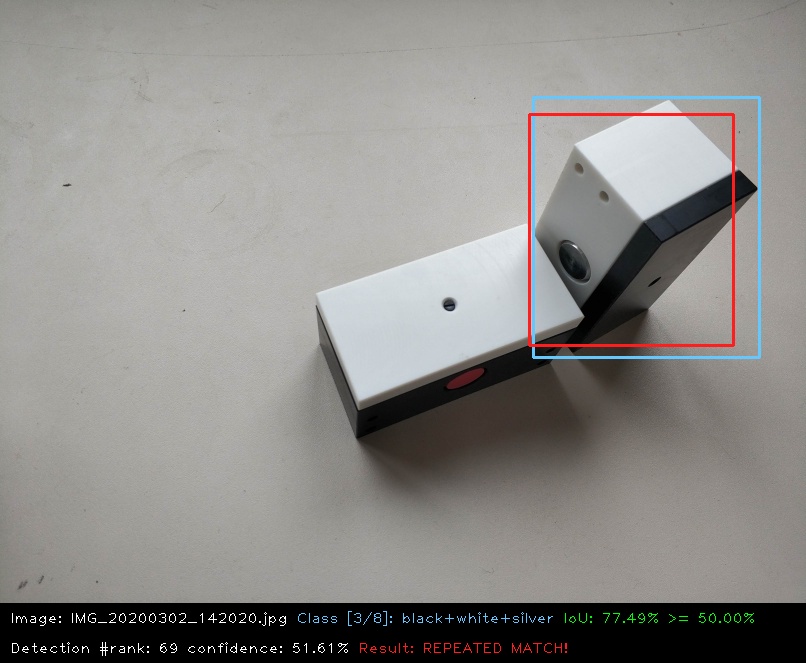 Image: IMG_20200302_142020.jpg Class [3/8]: black+white+silver IoU: 77.49% >= 50.00%
Detection #rank: 69 confidence: 51.61% Result: REPEATED MATCH!